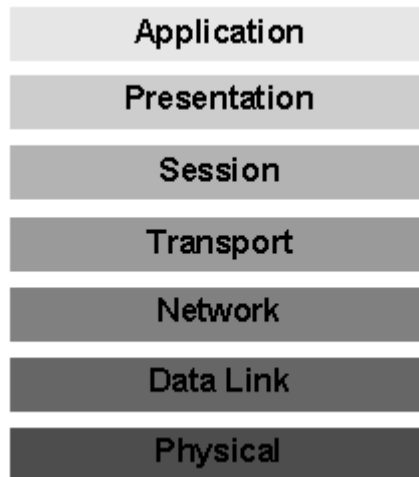 Application
Presentation
Session
Transport
Network
Data Link
Physical